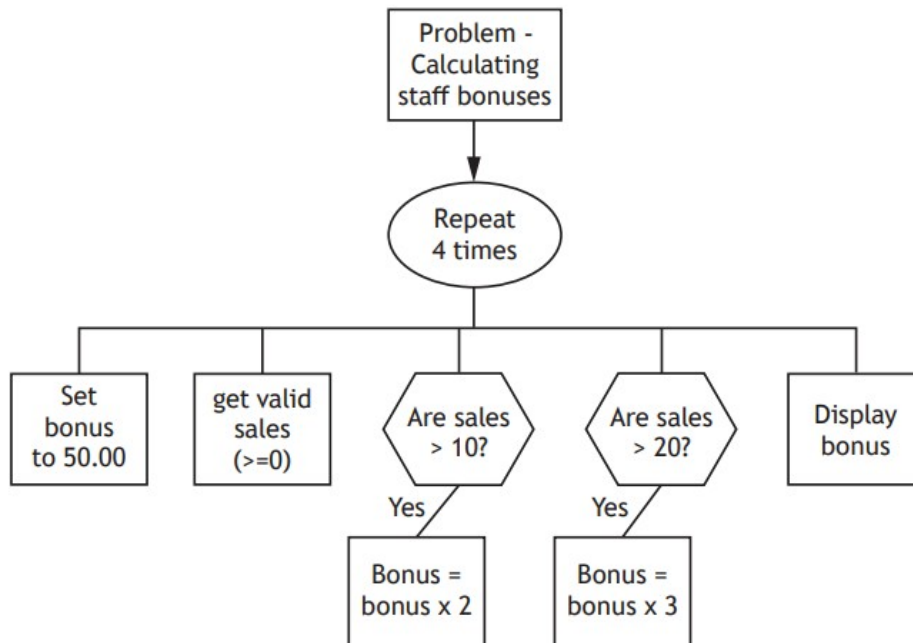 Problem -
Calculating
staff bonuses
Repeat
4 times
Set
bonus
to 50.00
get valid
sales
(>=0)
Are sales
> 10?
Are sales
> 20?
Display
bonus
Yes
Yes
Bonus =
bonus x 2
Bonus =
bonus x 3